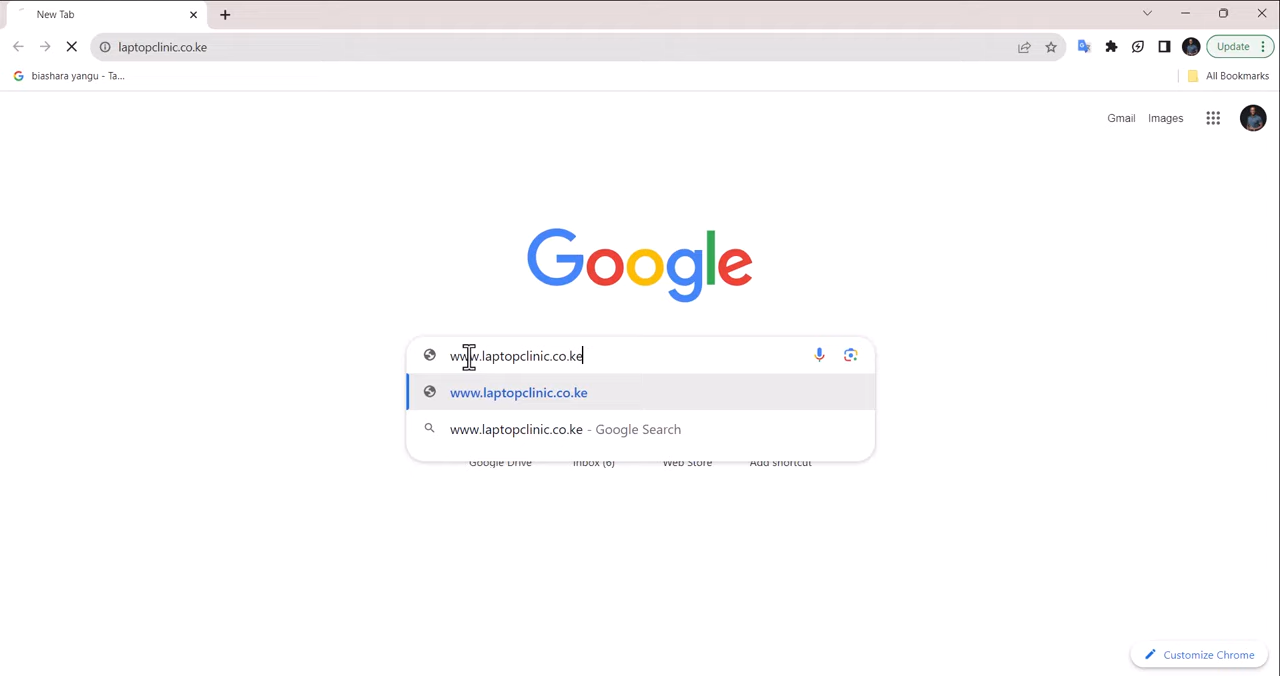 New Tab
laptopclinic.co.ke
Update
biashara yangu - Ta...
All Bookmarks
Gmail Images
Google
www.laptopclinic.co.ke
www.laptopclinic.co.ke
www.laptopclinic.co.ke - Google Search
Google Drive Inbox (6) Web Store Add shortcut
Customize Chrome